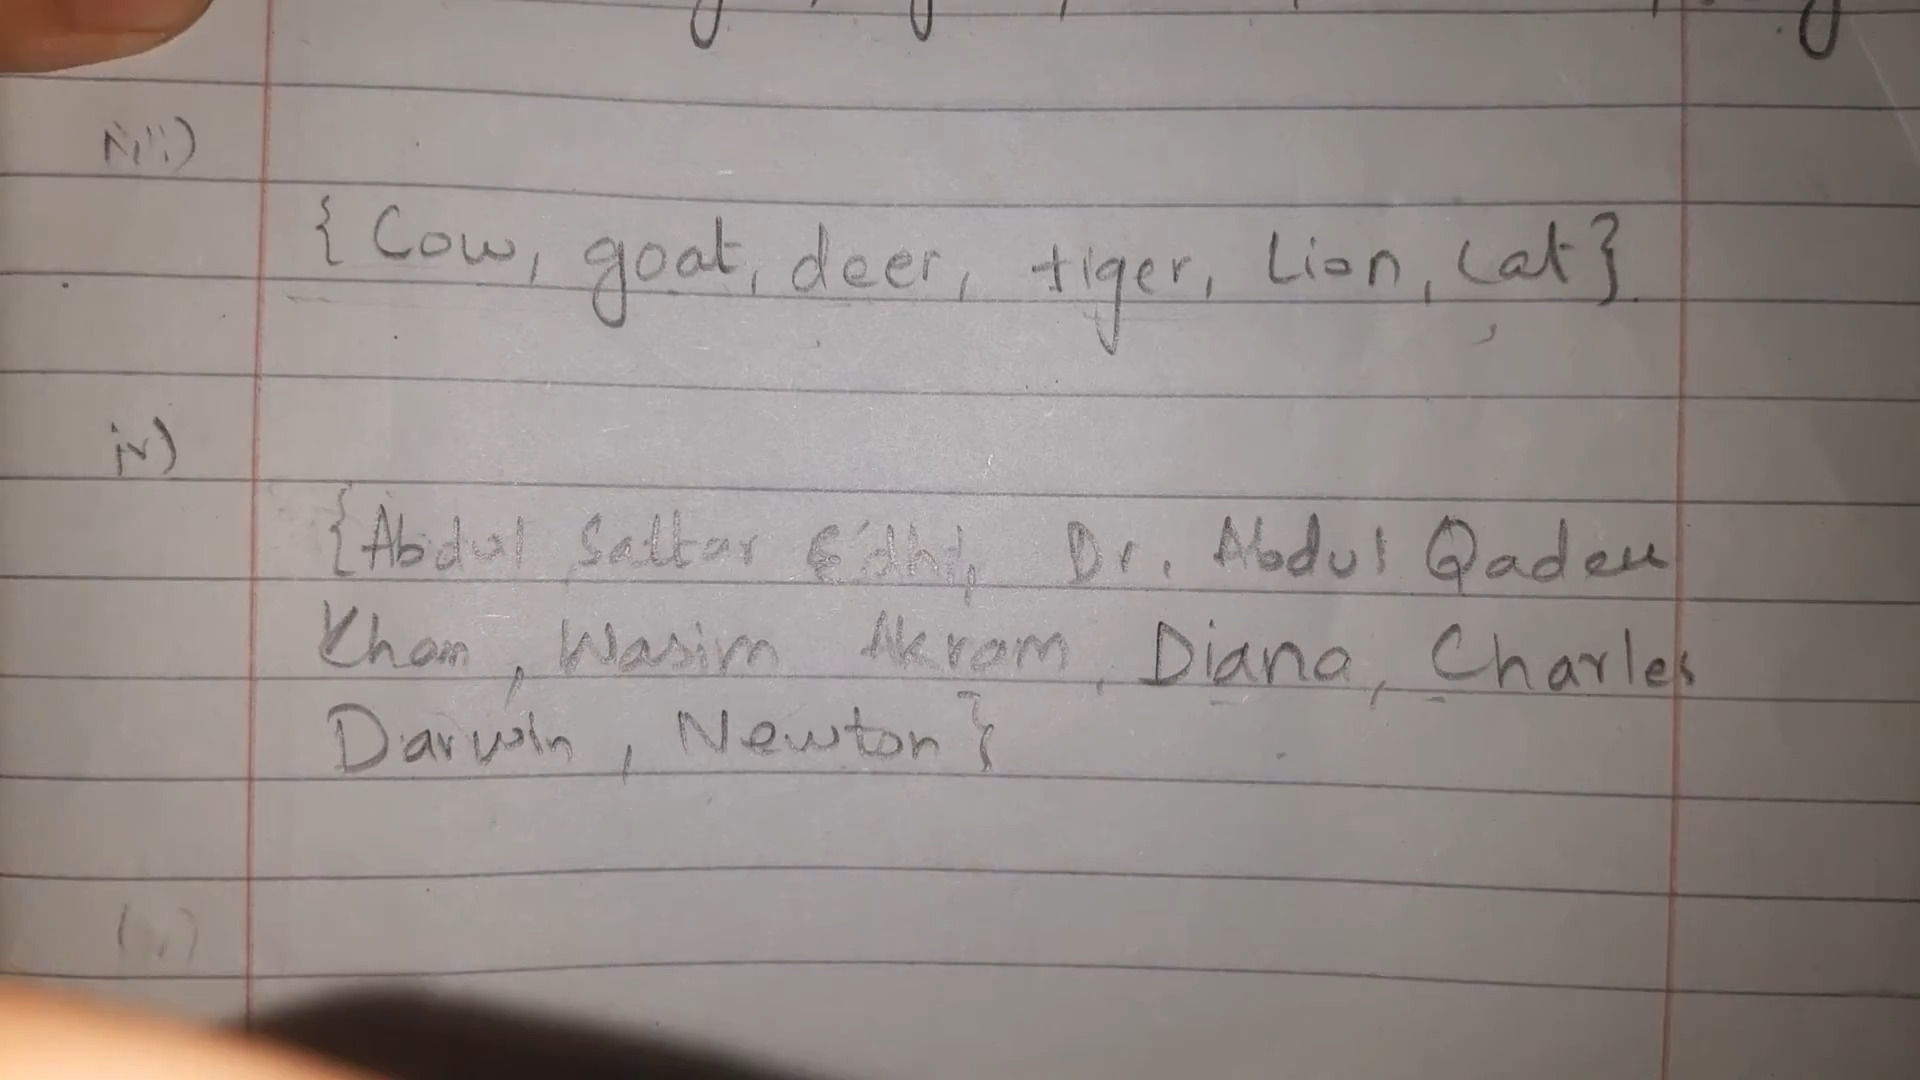 iii)
{ Cow, goat, deer, tiger, Lion, Cat}
iv)
{Abdul Sattar Edhi, Dr. Abdul Qadeer
Khan, Wasim Akram, Diana, Charles
Darwin, Newton}